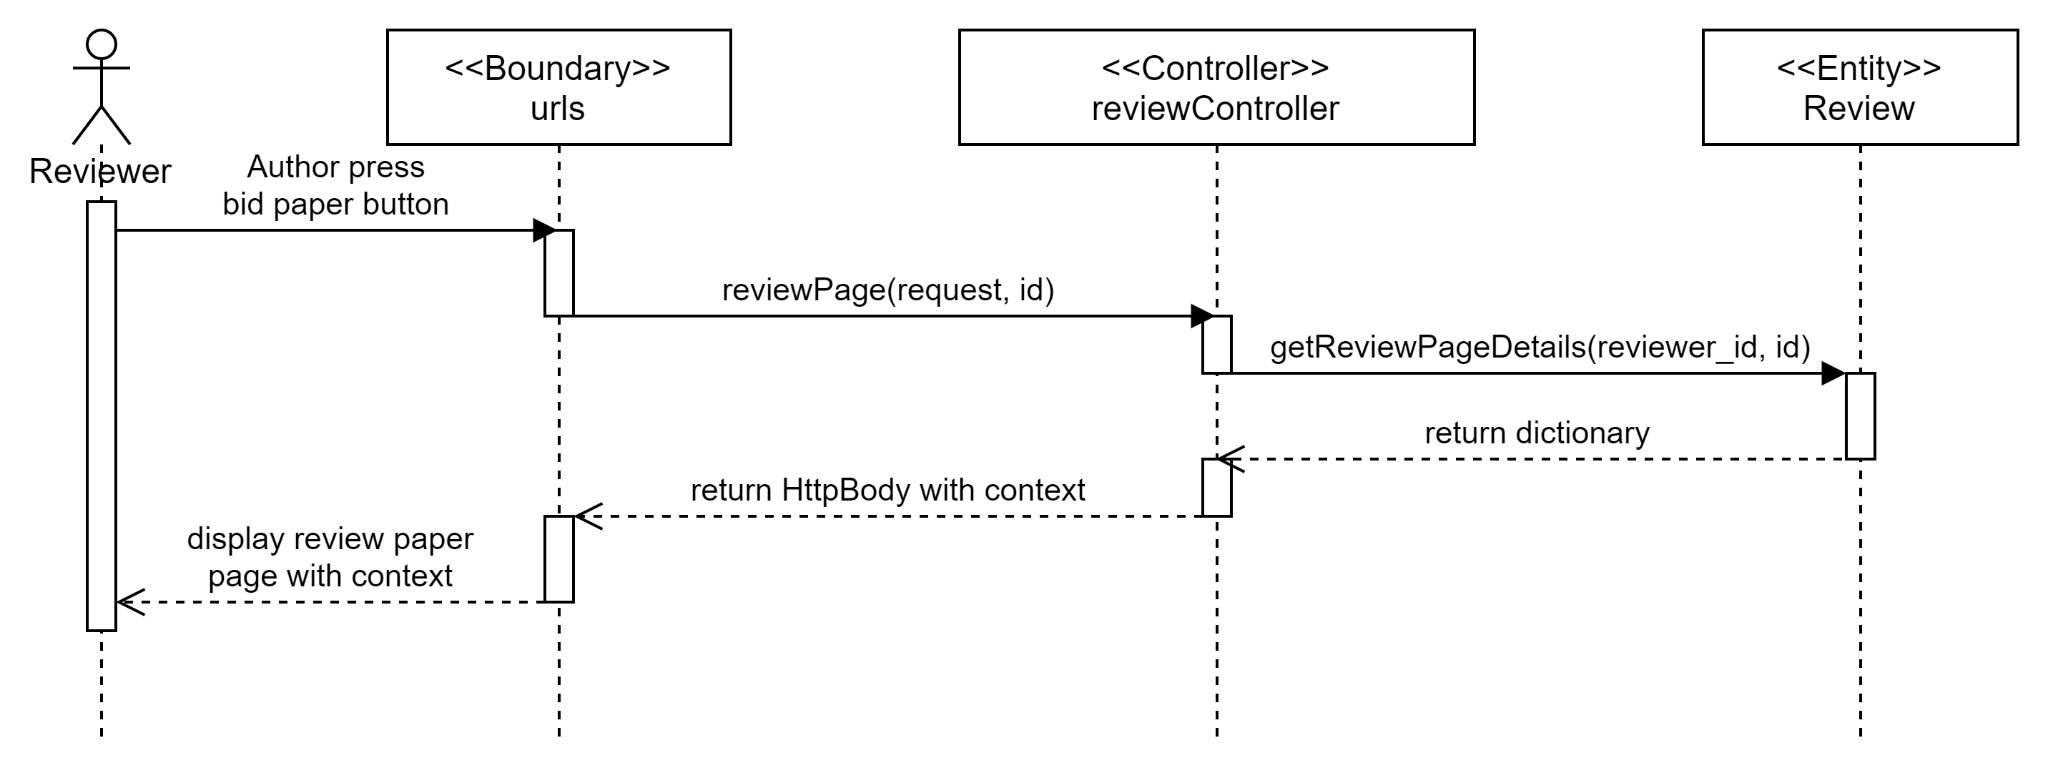 <<Boundary>>
urls
<<Controller>>
reviewController
<<Entity>>
Review
Reviewer
Author press
bid paper button
reviewPage(request, id)
getReviewPageDetails(reviewer_id, id)
return dictionary
return HttpBody with context
display review paper
page with context